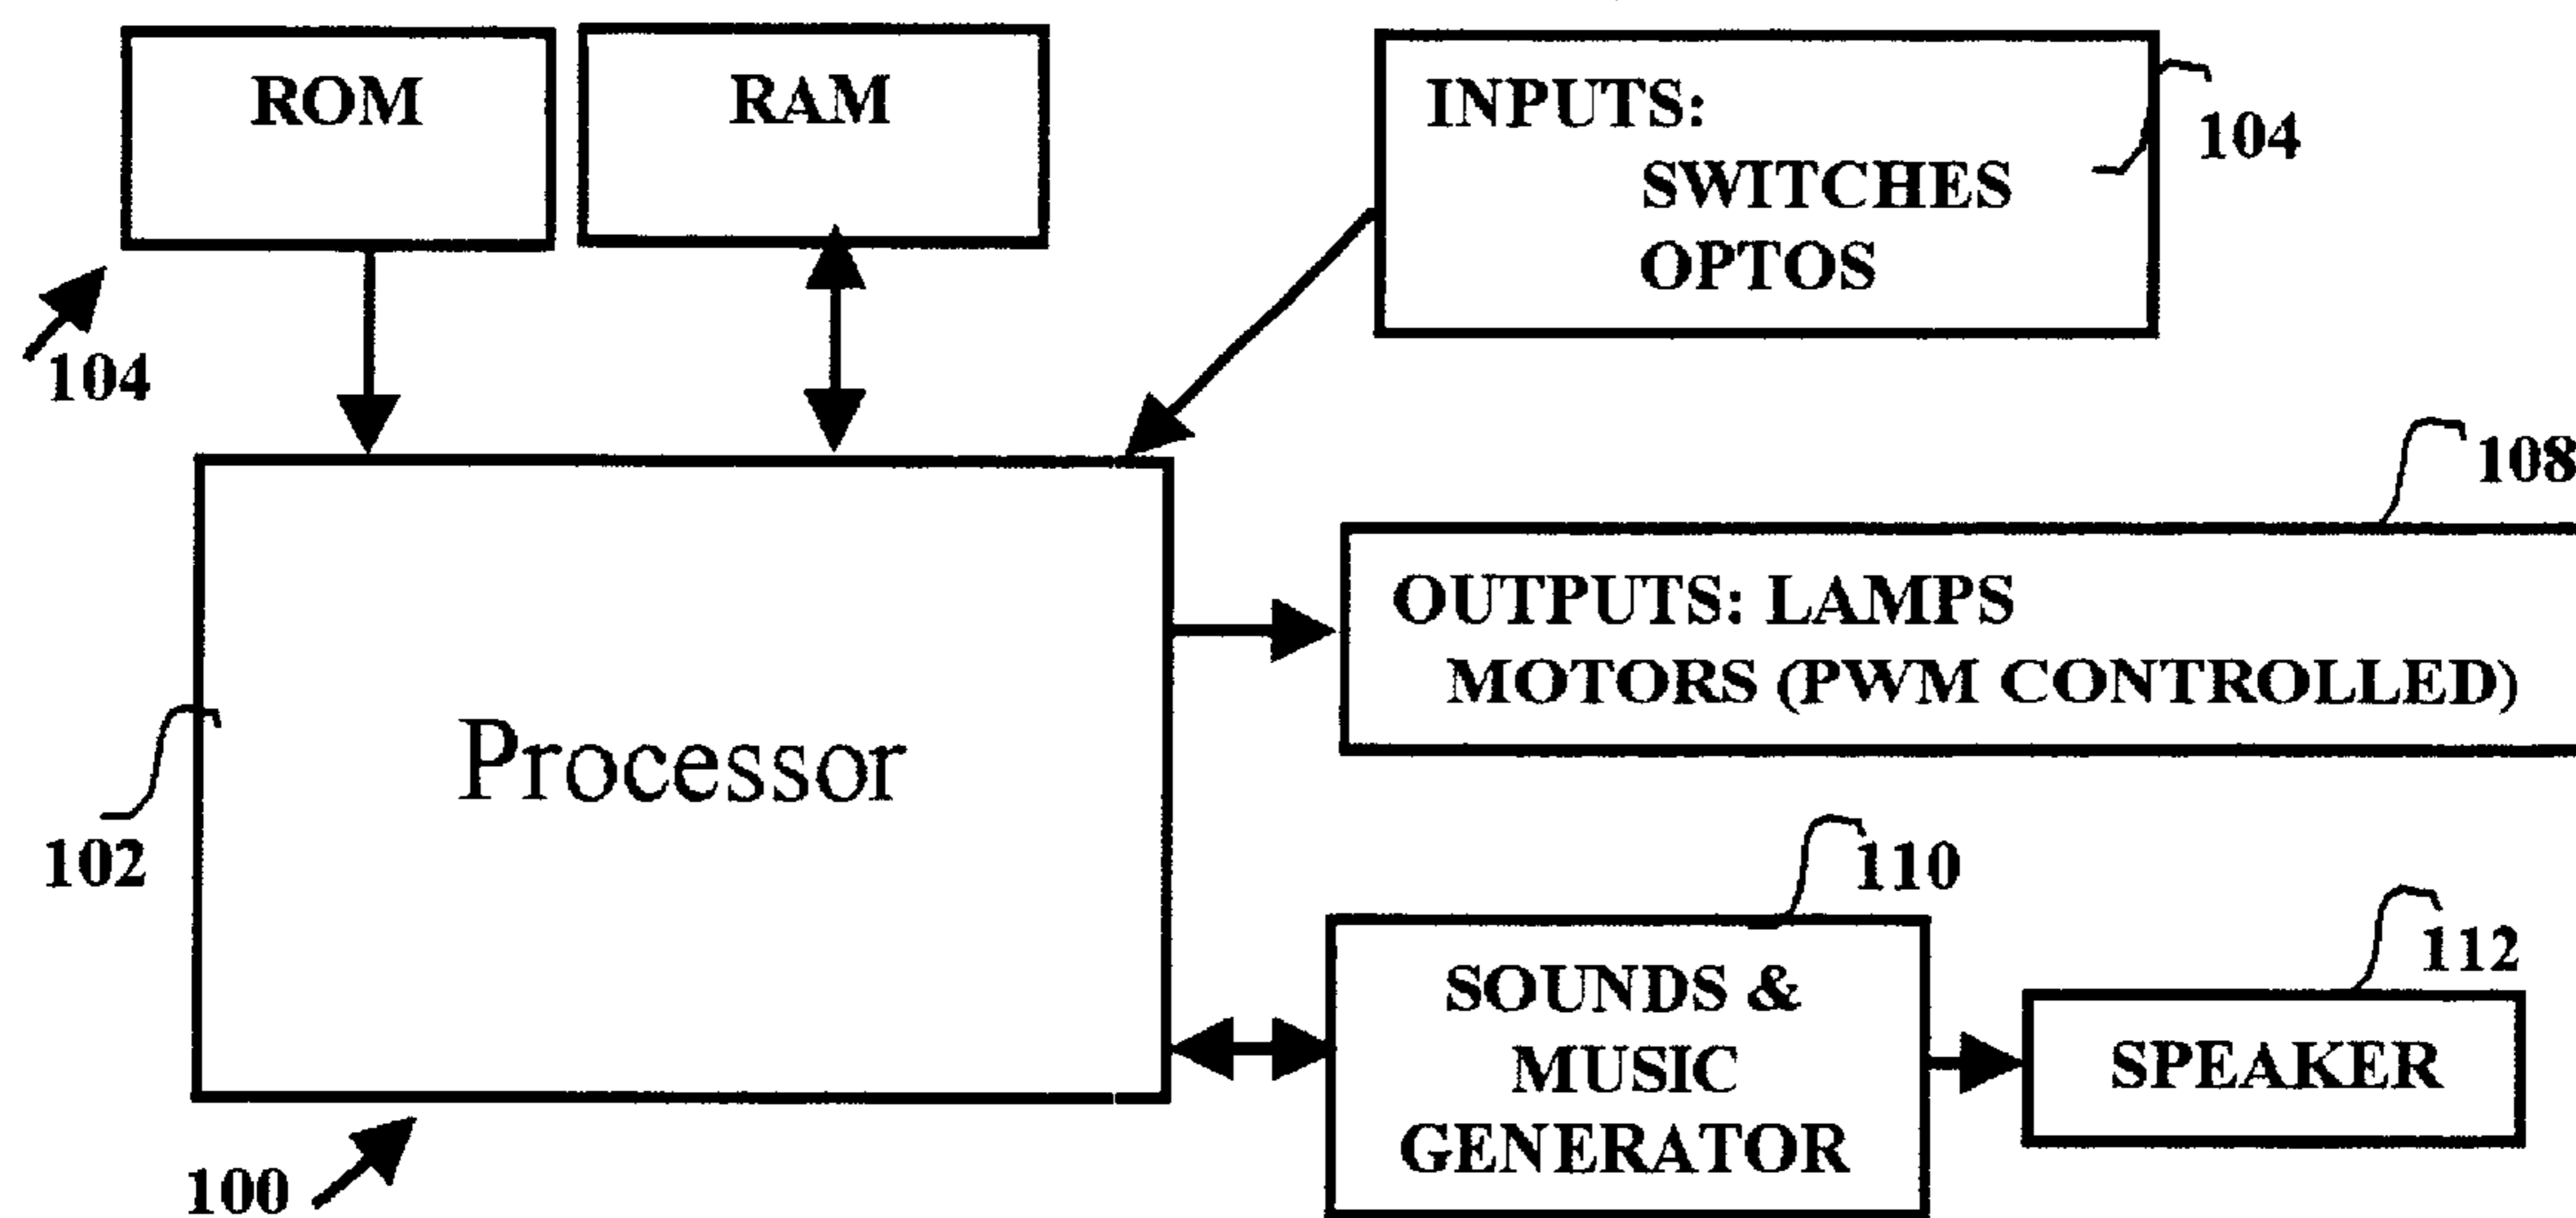 ROM
RAM
INPUTS:
SWITCHES
OPTOS
104
104
108
OUTPUTS: LAMPS
MOTORS (PWM CONTROLLED)
Processor
102
110
112
SOUNDS &
MUSIC
GENERATOR
SPEAKER
100